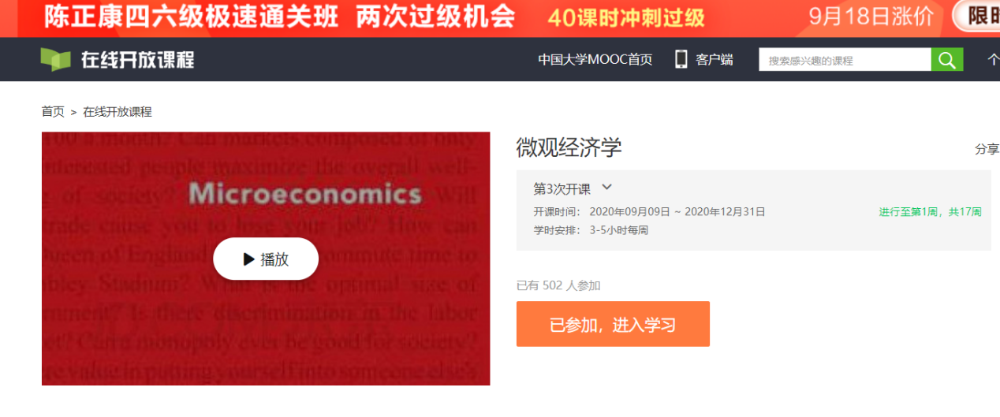 陈正康四六级极速通关班 两次过级机会 40课时冲刺过级 9月18日涨价
在线开放课程 中国大学MOOC首页 客户端 搜索感兴趣的课程 个
首页 > 在线开放课程
100 a month? Can markets composed of only
interested people maximize the overall well-
of society? Will
Microeconomics
trade cause you to lose your job? How can
Queen of England commute time to
Stadium? What is the optimal size of
Is there discrimination in the labor
Can a monopoly ever be good for society?
value in putting yourself into someone else's
播放
微观经济学
分享
第3次开课
开课时间: 2020年09月09日 ~ 2020年12月31日 进行至第1周，共17周
学时安排: 3-5小时每周
已有 502 人参加
已参加，进入学习